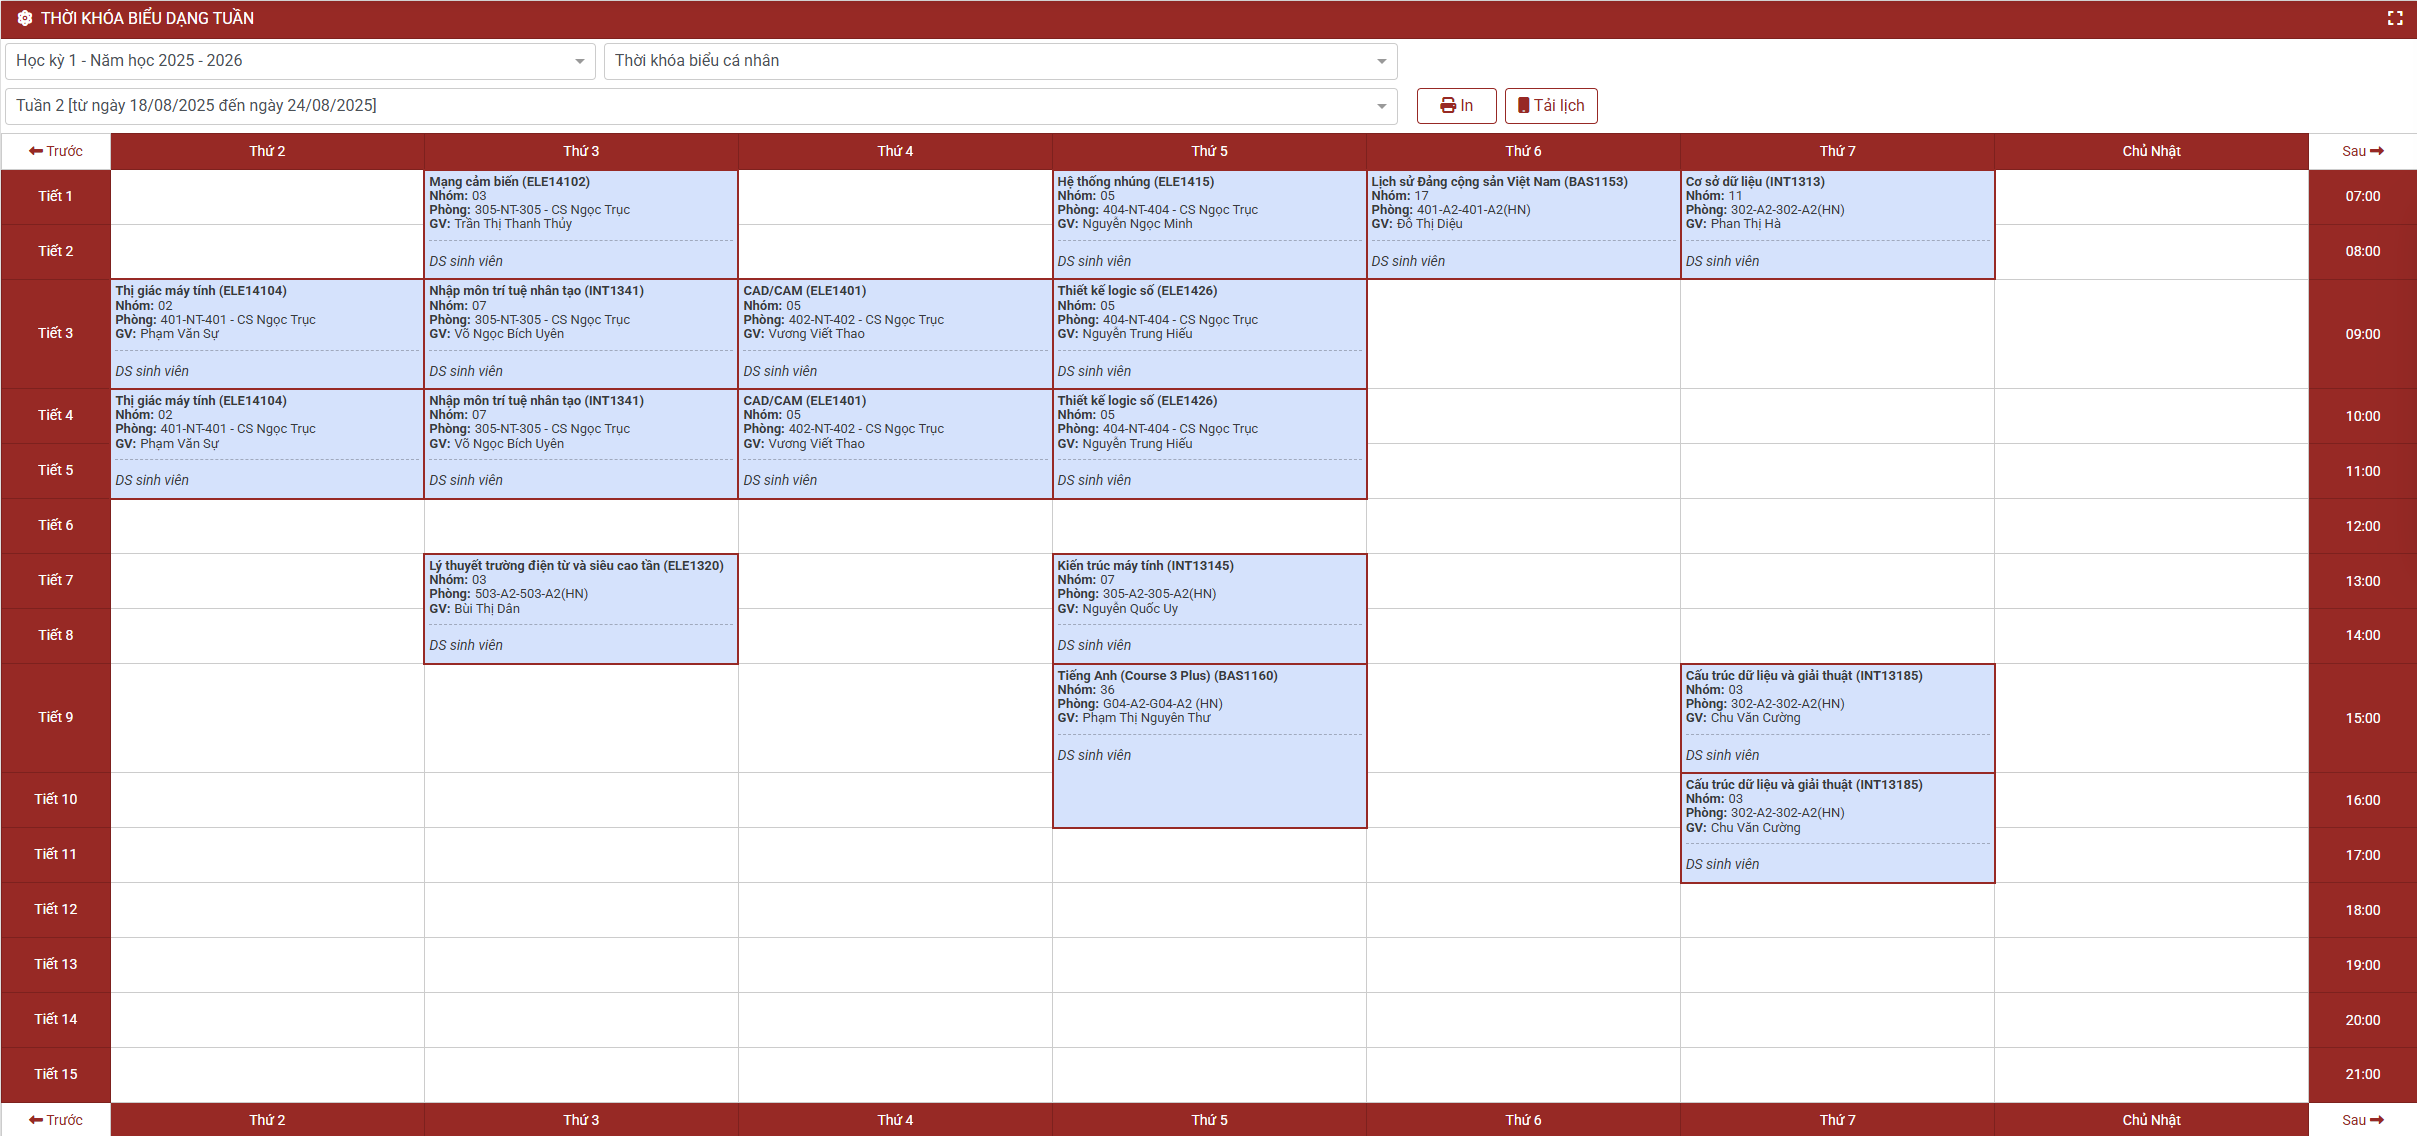 THỜI KHÓA BIỂU DẠNG TUẦN
Học kỳ 1 - Năm học 2025 - 2026
Thời khóa biểu cá nhân
Tuần 2 [từ ngày 18/08/2025 đến ngày 24/08/2025]
In
Tải lịch
Trước
Thứ 2
Thứ 3
Thứ 4
Thứ 5
Thứ 6
Thứ 7
Chủ Nhật
Sau
Tiết 1
Mạng cảm biến (ELE14102)
Nhóm: 03
Phòng: 305-NT-305 - CS Ngọc Trục
GV: Trần Thị Thanh Thủy
DS sinh viên
Hệ thống nhúng (ELE1415)
Nhóm: 05
Phòng: 404-NT-404 - CS Ngọc Trục
GV: Nguyễn Ngọc Minh
DS sinh viên
Lịch sử Đảng cộng sản Việt Nam (BAS1153)
Nhóm: 17
Phòng: 401-A2-401-A2(HN)
GV: Đỗ Thị Diệu
DS sinh viên
Cơ sở dữ liệu (INT1313)
Nhóm: 11
Phòng: 302-A2-302-A2(HN)
GV: Phan Thị Hà
DS sinh viên
07:00
Tiết 2
08:00
Tiết 3
Thị giác máy tính (ELE14104)
Nhóm: 02
Phòng: 401-NT-401 - CS Ngọc Trục
GV: Phạm Văn Sự
DS sinh viên
Nhập môn trí tuệ nhân tạo (INT1341)
Nhóm: 07
Phòng: 305-NT-305 - CS Ngọc Trục
GV: Võ Ngọc Bích Uyên
DS sinh viên
CAD/CAM (ELE1401)
Nhóm: 05
Phòng: 402-NT-402 - CS Ngọc Trục
GV: Vương Viết Thao
DS sinh viên
Thiết kế logic số (ELE1426)
Nhóm: 05
Phòng: 404-NT-404 - CS Ngọc Trục
GV: Nguyễn Trung Hiếu
DS sinh viên
09:00
Tiết 4
Thị giác máy tính (ELE14104)
Nhóm: 02
Phòng: 401-NT-401 - CS Ngọc Trục
GV: Phạm Văn Sự
DS sinh viên
Nhập môn trí tuệ nhân tạo (INT1341)
Nhóm: 07
Phòng: 305-NT-305 - CS Ngọc Trục
GV: Võ Ngọc Bích Uyên
DS sinh viên
CAD/CAM (ELE1401)
Nhóm: 05
Phòng: 402-NT-402 - CS Ngọc Trục
GV: Vương Viết Thao
DS sinh viên
Thiết kế logic số (ELE1426)
Nhóm: 05
Phòng: 404-NT-404 - CS Ngọc Trục
GV: Nguyễn Trung Hiếu
DS sinh viên
10:00
Tiết 5
11:00
Tiết 6
12:00
Tiết 7
Lý thuyết trường điện từ và siêu cao tần (ELE1320)
Nhóm: 03
Phòng: 503-A2-503-A2(HN)
GV: Bùi Thị Dân
DS sinh viên
Kiến trúc máy tính (INT13145)
Nhóm: 07
Phòng: 305-A2-305-A2(HN)
GV: Nguyễn Quốc Uy
DS sinh viên
13:00
Tiết 8
14:00
Tiết 9
Tiếng Anh (Course 3 Plus) (BAS1160)
Nhóm: 36
Phòng: G04-A2-G04-A2 (HN)
GV: Phạm Thị Nguyên Thư
DS sinh viên
Cấu trúc dữ liệu và giải thuật (INT13185)
Nhóm: 03
Phòng: 302-A2-302-A2(HN)
GV: Chu Văn Cường
DS sinh viên
15:00
Tiết 10
Cấu trúc dữ liệu và giải thuật (INT13185)
Nhóm: 03
Phòng: 302-A2-302-A2(HN)
GV: Chu Văn Cường
DS sinh viên
16:00
Tiết 11
17:00
Tiết 12
18:00
Tiết 13
19:00
Tiết 14
20:00
Tiết 15
21:00
Trước
Thứ 2
Thứ 3
Thứ 4
Thứ 5
Thứ 6
Thứ 7
Chủ Nhật
Sau